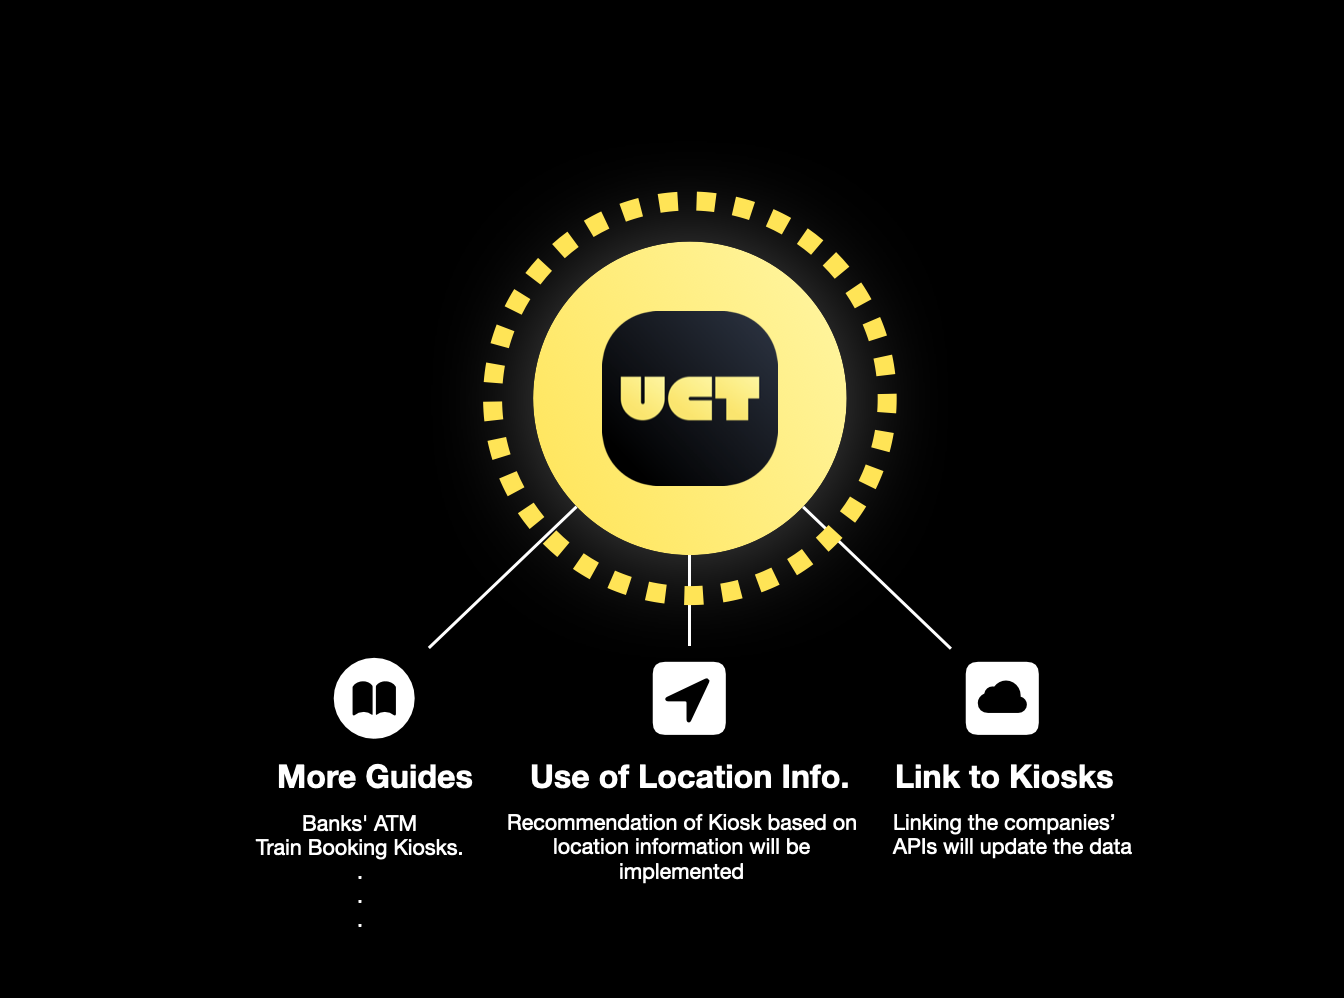 UCT
More Guides
Banks' ATM
Train Booking Kiosks.
.
.
.
Use of Location Info.
Recommendation of Kiosk based on
location information will be
implemented
Link to Kiosks
Linking the companies’
APIs will update the data